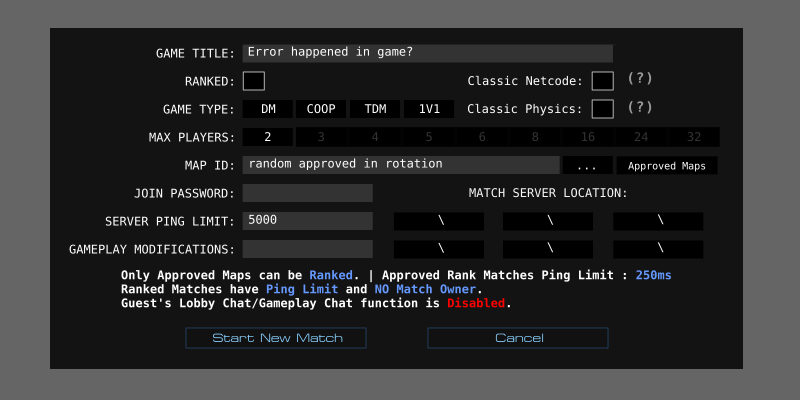 GAME TITLE: Error happened in game?
RANKED: Classic Netcode: (?)
GAME TYPE: DM COOP TDM 1V1 Classic Physics: (?)
MAX PLAYERS: 2 3 4 5 6 8 16 24 32
MAP ID: random approved in rotation ... Approved Maps
JOIN PASSWORD: MATCH SERVER LOCATION:
SERVER PING LIMIT: 5000 \ \ \
GAMEPLAY MODIFICATIONS: \ \ \
Only Approved Maps can be Ranked. | Approved Rank Matches Ping Limit : 250ms
Ranked Matches have Ping Limit and NO Match Owner.
Guest's Lobby Chat/Gameplay Chat function is Disabled.
Start New Match Cancel